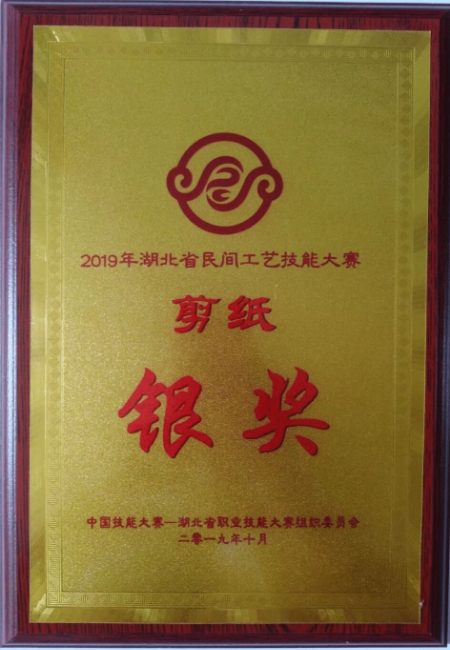 2019年湖北省民间工艺技能大赛
剪纸
银奖
中国技能大赛—湖北省职业技能大赛组织委员会
二零一九年十月